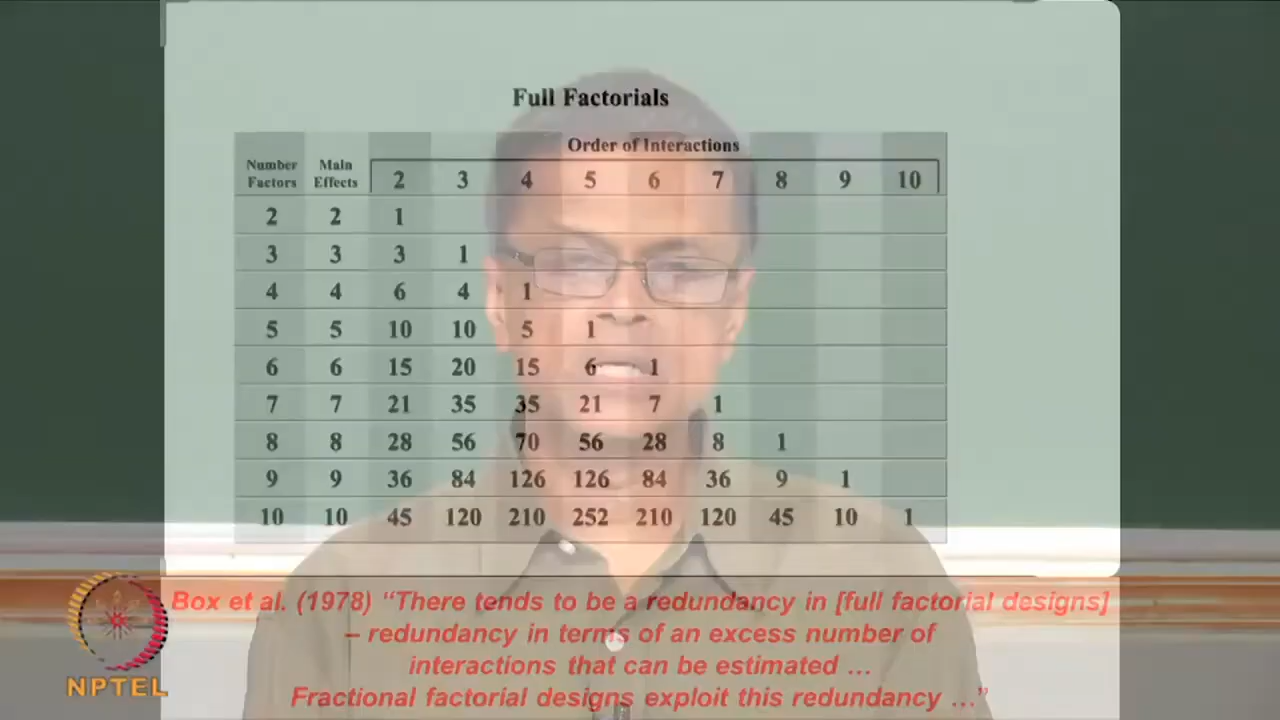 Full Factorials
Order of Interactions
Number Factors Main Effects 2 3 4 5 6 7 8 9 10
2 2 1
3 3 3 1
4 4 6 4 1
5 5 10 10 5 1
6 6 15 20 15 6 1
7 7 21 35 35 21 7 1
8 8 28 56 70 56 28 8 1
9 9 36 84 126 126 84 36 9 1
10 10 45 120 210 252 210 120 45 10 1
Box et al. (1978) “There tends to be a redundancy in [full factorial designs]
– redundancy in terms of an excess number of
interactions that can be estimated …
Fractional factorial designs exploit this redundancy …”
NPTEL